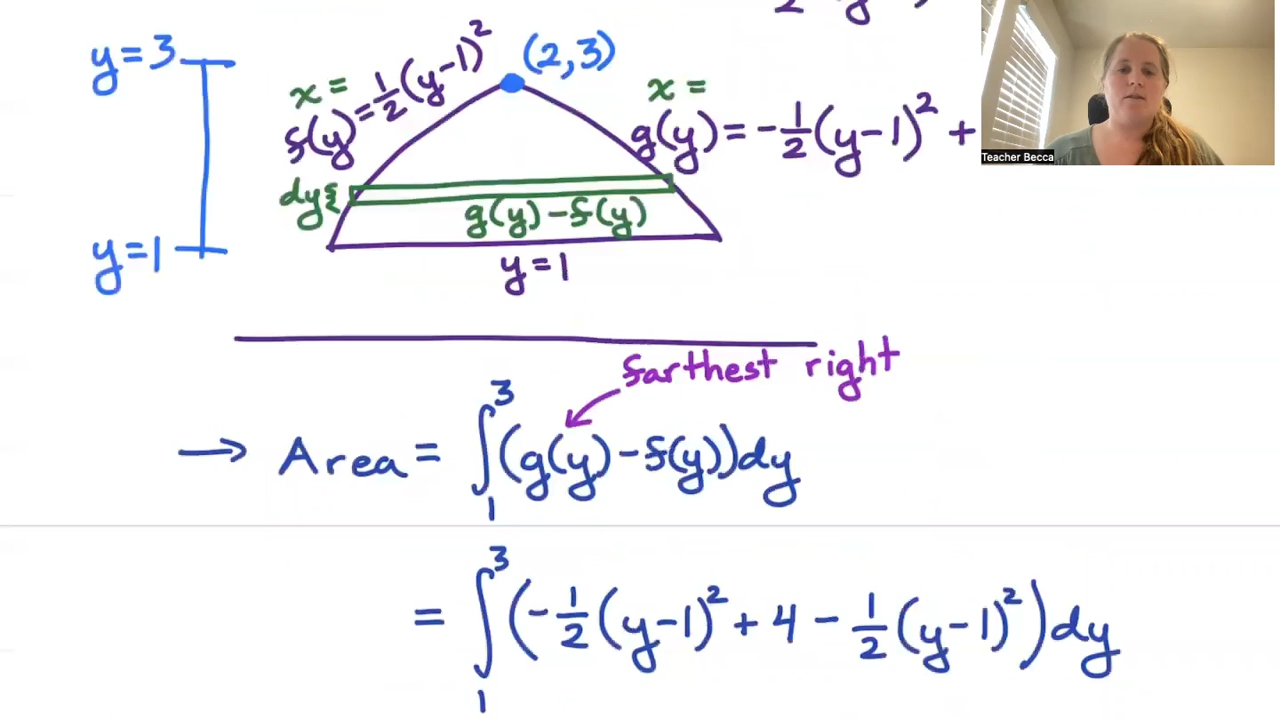 y=3
(2,3)
x=
f(y)=½(y-1)²
x=
g(y)=-½(y-1)²+
Teacher Becca
dy{
g(y)-f(y)
y=1
y=1
farthest right
→ Area = ∫₁³(g(y)-f(y))dy
= ∫₁³(-½(y-1)²+4-½(y-1)²)dy